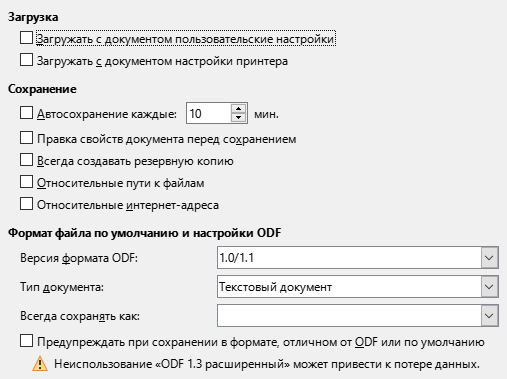 Загрузка
Загружать с документом пользовательские настройки
Загружать с документом настройки принтера
Сохранение
Автосохранение каждые: 10 мин.
Правка свойств документа перед сохранением
Всегда создавать резервную копию
Относительные пути к файлам
Относительные интернет-адреса
Формат файла по умолчанию и настройки ODF
Версия формата ODF: 1.0/1.1
Тип документа: Текстовый документ
Всегда сохранять как:
Предупреждать при сохранении в формате, отличном от ODF или по умолчанию
Неиспользование «ODF 1.3 расширенный» может привести к потере данных.